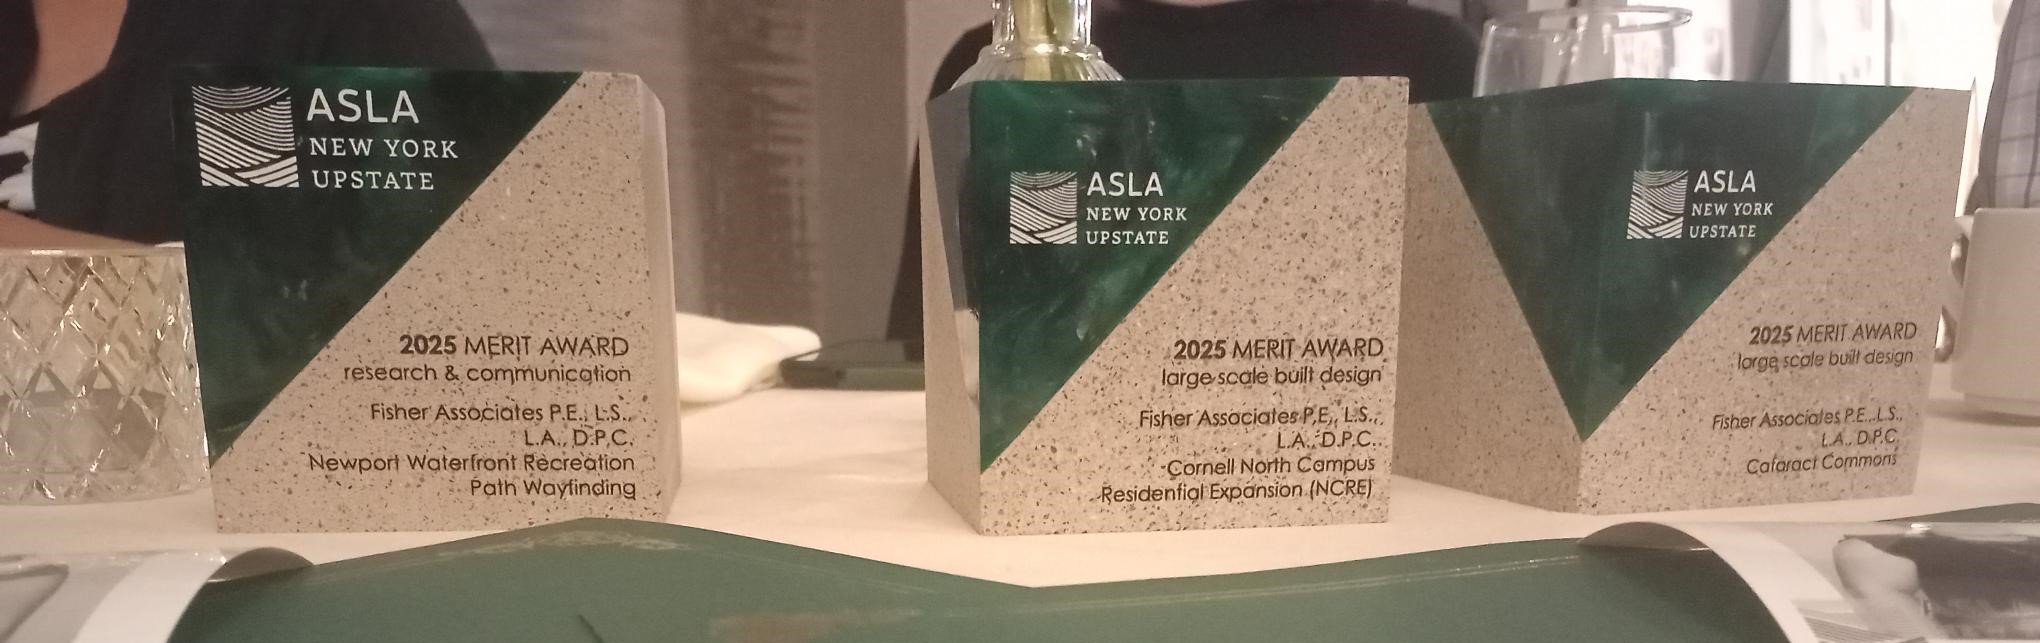 ASLA
NEW YORK
UPSTATE
2025 MERIT AWARD
research & communication
Fisher Associates P.E., L.S.,
L.A., D.P.C.
Newport Waterfront Recreation
Path Wayfinding
ASLA
NEW YORK
UPSTATE
2025 MERIT AWARD
large scale built design
Fisher Associates P.E., L.S.,
L.A., D.P.C.
Cornell North Campus
Residential Expansion (NCRE)
ASLA
NEW YORK
UPSTATE
2025 MERIT AWARD
large scale built design
Fisher Associates P.E., L.S.,
L.A., D.P.C.
Cataract Commons